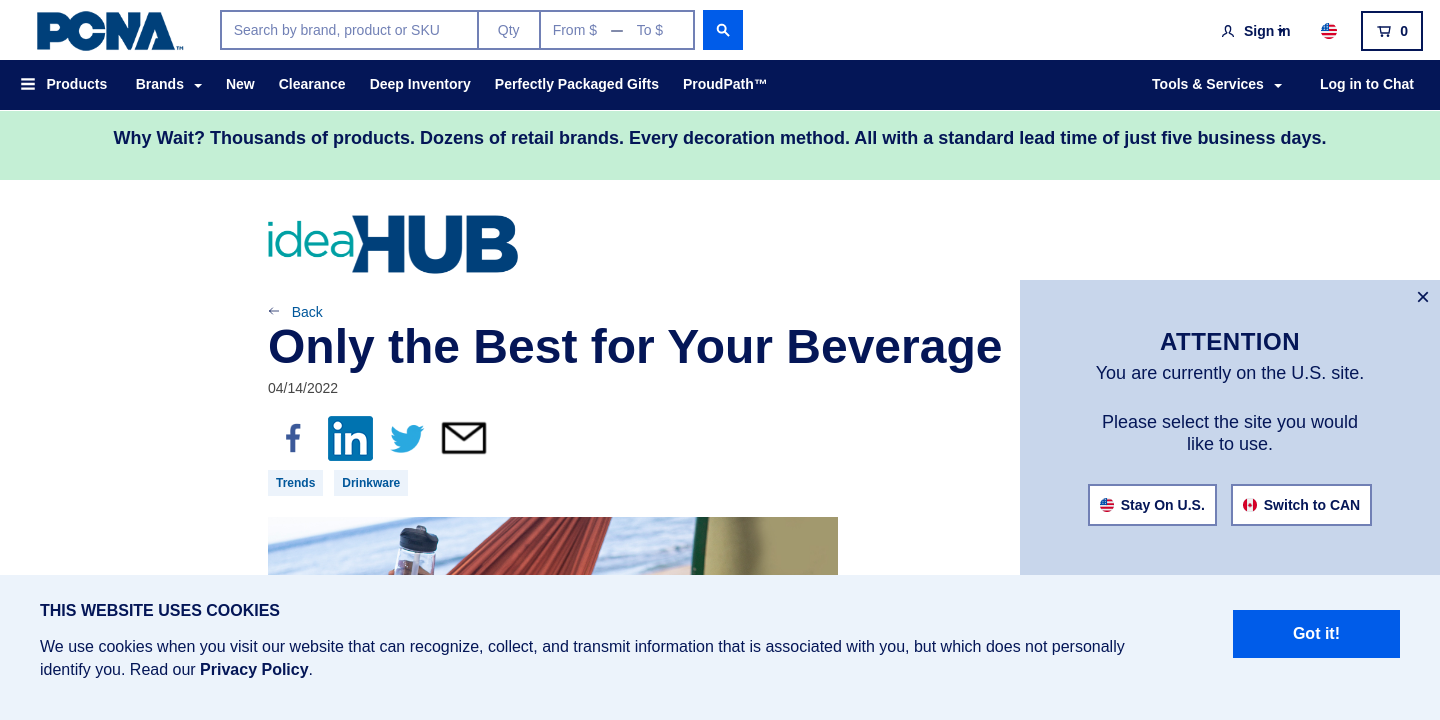 PCNA™
Search by brand, product or SKU
Qty
From $ — To $
Sign in
0
Products
Brands
New
Clearance
Deep Inventory
Perfectly Packaged Gifts
ProudPath™
Tools & Services
Log in to Chat
Why Wait? Thousands of products. Dozens of retail brands. Every decoration method. All with a standard lead time of just five business days.
ideaHUB
Back
Only the Best for Your Beverage
04/14/2022
Trends
Drinkware
ATTENTION
You are currently on the U.S. site.
Please select the site you would
like to use.
Stay On U.S.
Switch to CAN
THIS WEBSITE USES COOKIES
We use cookies when you visit our website that can recognize, collect, and transmit information that is associated with you, but which does not personally
identify you. Read our Privacy Policy.
Got it!